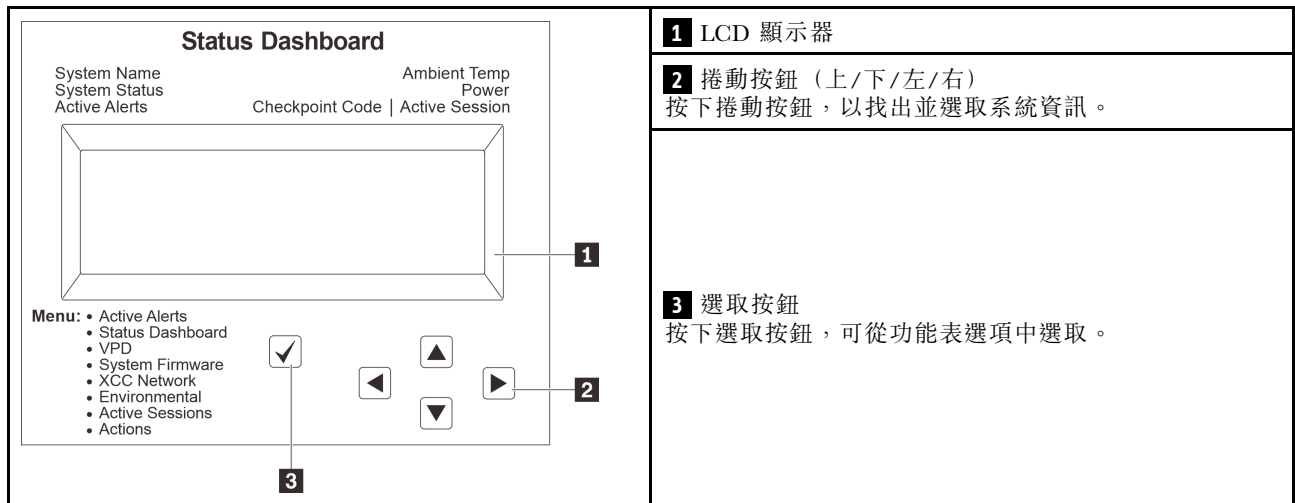 Status Dashboard
System Name
System Status
Active Alerts
Ambient Temp
Power
Checkpoint Code | Active Session
1
Menu: • Active Alerts
• Status Dashboard
• VPD
• System Firmware
• XCC Network
• Environmental
• Active Sessions
• Actions
2
3
1 LCD 顯示器
2 捲動按鈕（上/下/左/右）
按下捲動按鈕，以找出並選取系統資訊。
3 選取按鈕
按下選取按鈕，可從功能表選項中選取。